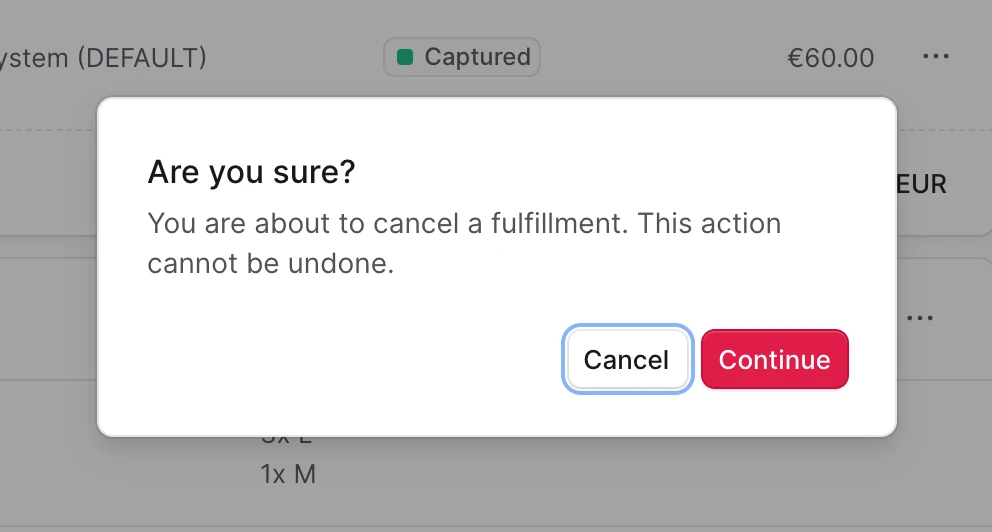 ystem (DEFAULT)
Captured
€60.00
Are you sure?
EUR
You are about to cancel a fulfillment. This action
cannot be undone.
Cancel
Continue
1x M